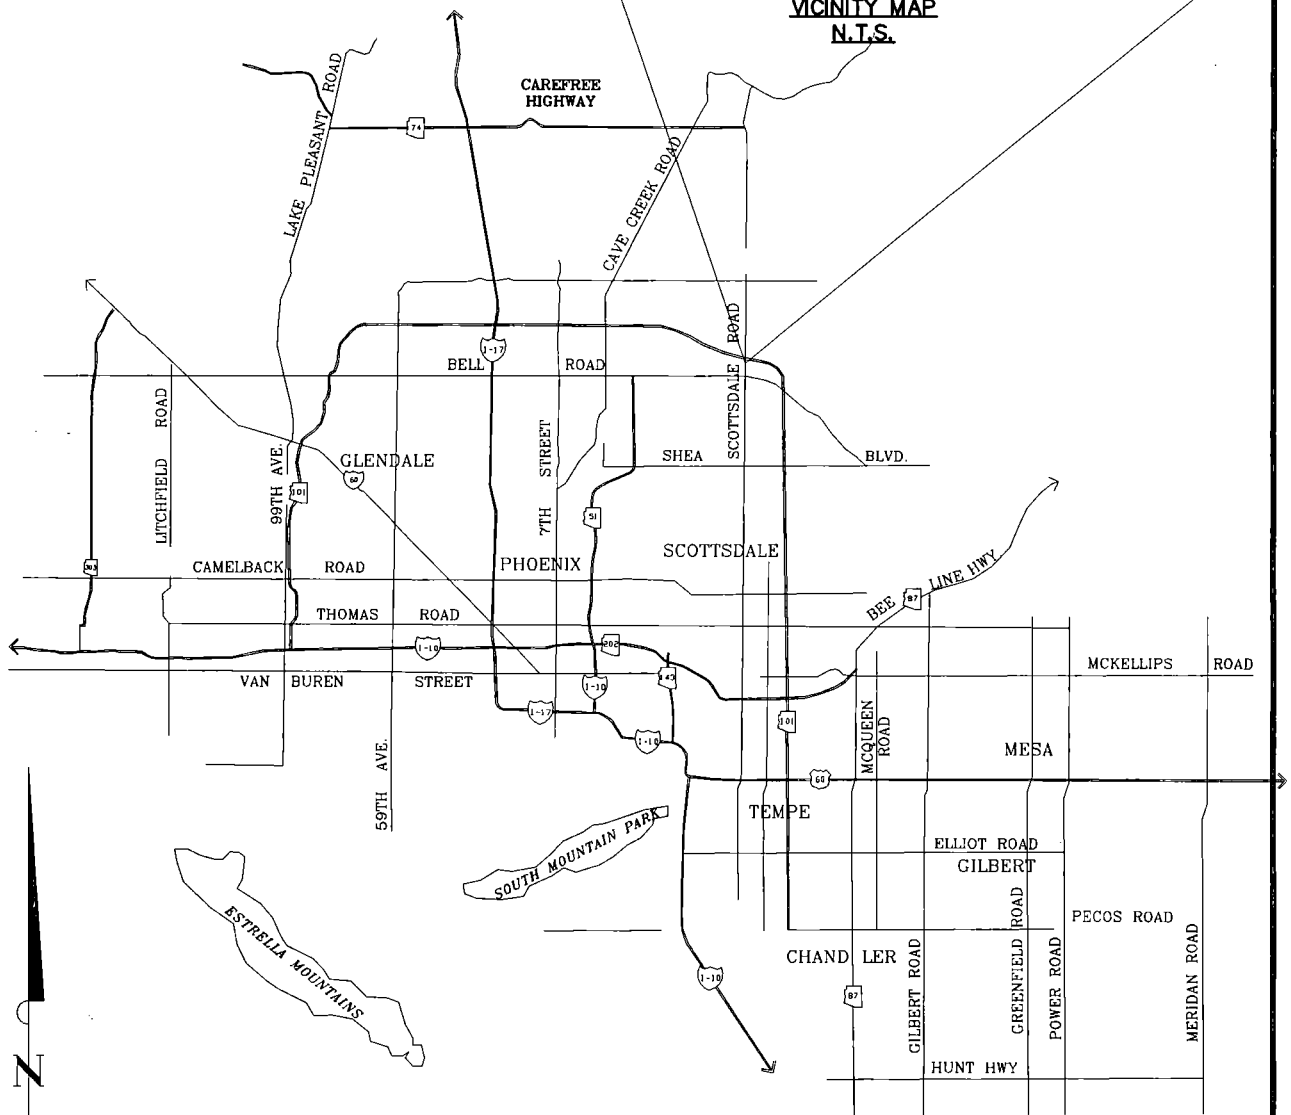 VICINITY MAP
N.T.S.
CAREFREE
HIGHWAY
LAKE PLEASANT ROAD
74
CAVE CREEK ROAD
SCOTTSDALE ROAD
I-17
BELL ROAD
LITCHFIELD ROAD
99TH AVE.
GLENDALE
60
101
7TH STREET
SHEA BLVD.
51
SCOTTSDALE
PHOENIX
303
CAMELBACK ROAD
BEE LINE HWY
87
THOMAS ROAD
I-10
202
MCKELLIPS ROAD
VAN BUREN STREET
143
I-10
I-17
I-10
101
MCQUEEN
ROAD
MESA
59TH AVE.
60
TEMPE
SOUTH MOUNTAIN PARK
ELLIOT ROAD
GILBERT
ESTRELLA MOUNTAINS
PECOS ROAD
CHAND LER
I-10
87
GILBERT ROAD
GREENFIELD ROAD
POWER ROAD
MERIDAN ROAD
HUNT HWY
N